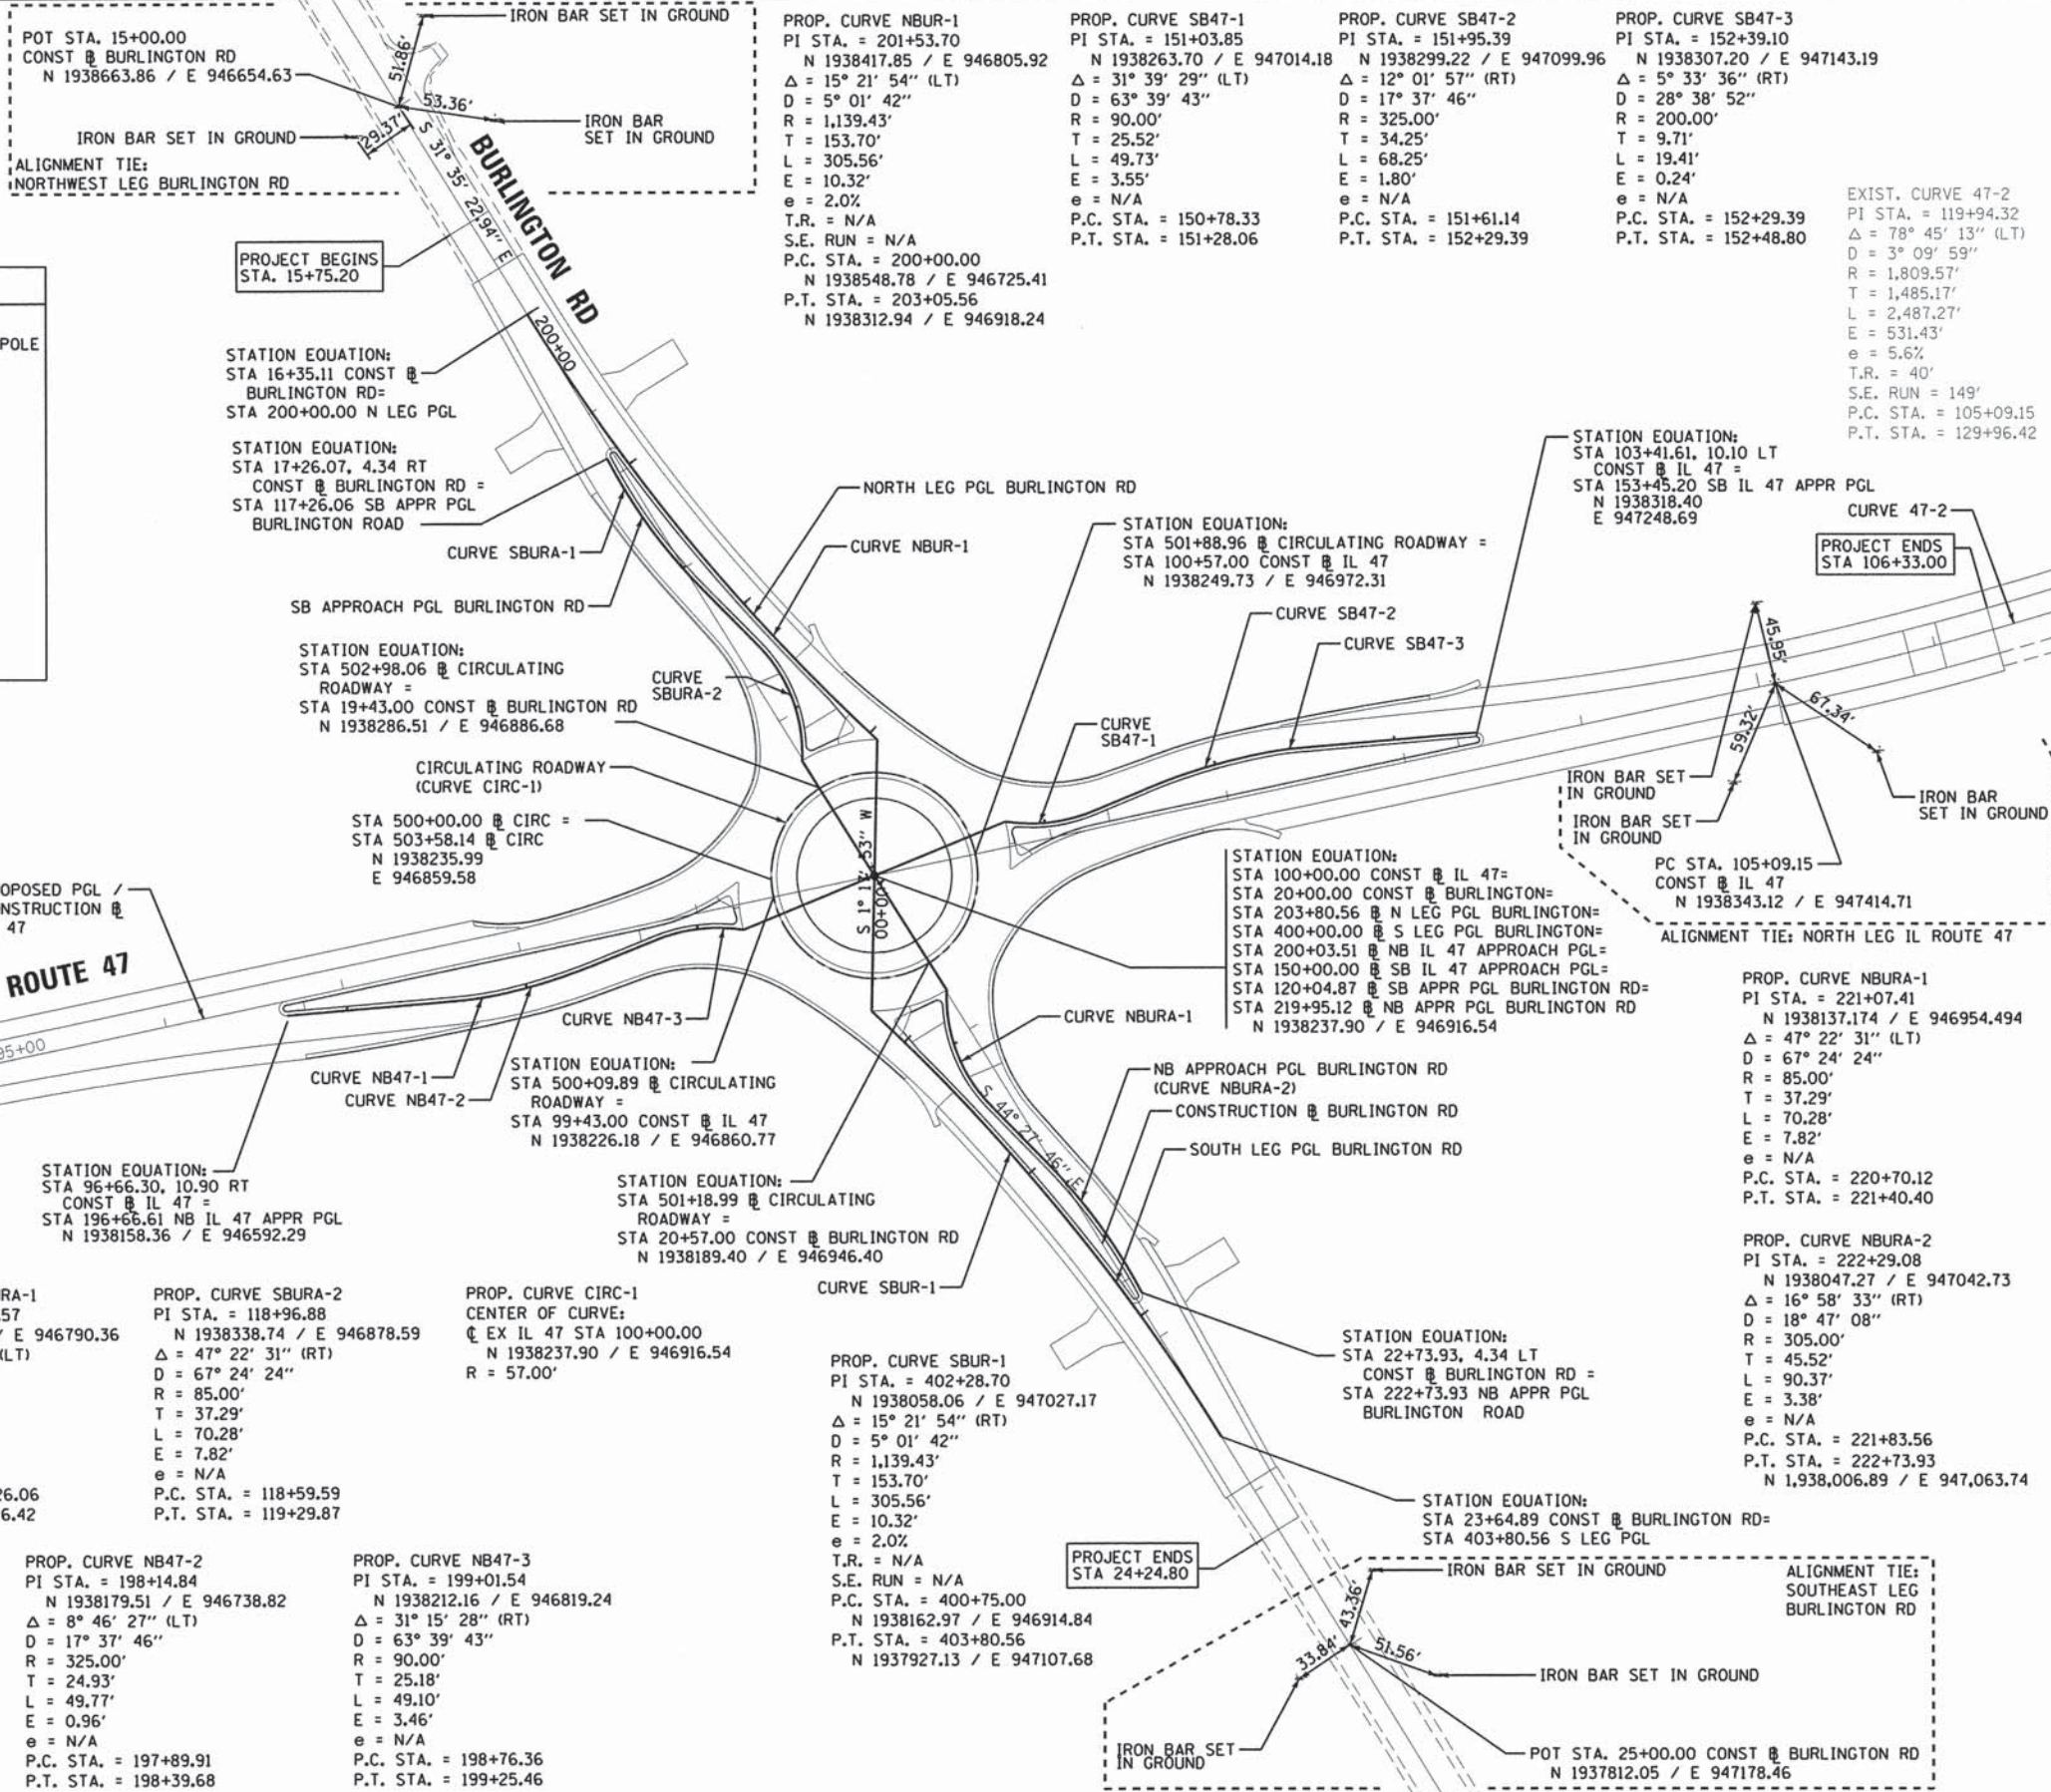 POT STA. 15+00.00
CONST ⅊ BURLINGTON RD
N 1938663.86 / E 946654.63
IRON BAR SET IN GROUND
51.86'
53.36'
29.37'
IRON BAR SET IN GROUND
IRON BAR
SET IN GROUND
ALIGNMENT TIE:
NORTHWEST LEG BURLINGTON RD
S 31° 35' 22.94" E
BURLINGTON RD
PROJECT BEGINS
STA. 15+75.20
POLE
200+00
STATION EQUATION:
STA 16+35.11 CONST ⅊
BURLINGTON RD=
STA 200+00.00 N LEG PGL
STATION EQUATION:
STA 17+26.07, 4.34 RT
CONST ⅊ BURLINGTON RD =
STA 117+26.06 SB APPR PGL
BURLINGTON ROAD
CURVE SBURA-1
SB APPROACH PGL BURLINGTON RD
STATION EQUATION:
STA 502+98.06 ⅊ CIRCULATING
ROADWAY =
STA 19+43.00 CONST ⅊ BURLINGTON RD
N 1938286.51 / E 946886.68
CURVE
SBURA-2
CIRCULATING ROADWAY
(CURVE CIRC-1)
STA 500+00.00 ⅊ CIRC =
STA 503+58.14 ⅊ CIRC
N 1938235.99
E 946859.58
PROP. CURVE NBUR-1
PI STA. = 201+53.70
N 1938417.85 / E 946805.92
Δ = 15° 21' 54" (LT)
D = 5° 01' 42"
R = 1,139.43'
T = 153.70'
L = 305.56'
E = 10.32'
e = 2.0%
T.R. = N/A
S.E. RUN = N/A
P.C. STA. = 200+00.00
N 1938548.78 / E 946725.41
P.T. STA. = 203+05.56
N 1938312.94 / E 946918.24
PROP. CURVE SB47-1
PI STA. = 151+03.85
N 1938263.70 / E 947014.18
Δ = 31° 39' 29" (LT)
D = 63° 39' 43"
R = 90.00'
T = 25.52'
L = 49.73'
E = 3.55'
e = N/A
P.C. STA. = 150+78.33
P.T. STA. = 151+28.06
PROP. CURVE SB47-2
PI STA. = 151+95.39
N 1938299.22 / E 947099.96
Δ = 12° 01' 57" (RT)
D = 17° 37' 46"
R = 325.00'
T = 34.25'
L = 68.25'
E = 1.80'
e = N/A
P.C. STA. = 151+61.14
P.T. STA. = 152+29.39
PROP. CURVE SB47-3
PI STA. = 152+39.10
N 1938307.20 / E 947143.19
Δ = 5° 33' 36" (RT)
D = 28° 38' 52"
R = 200.00'
T = 9.71'
L = 19.41'
E = 0.24'
e = N/A
P.C. STA. = 152+29.39
P.T. STA. = 152+48.80
EXIST. CURVE 47-2
PI STA. = 119+94.32
Δ = 78° 45' 13" (LT)
D = 3° 09' 59"
R = 1,809.57'
T = 1,485.17'
L = 2,487.27'
E = 531.43'
e = 5.6%
T.R. = 40'
S.E. RUN = 149'
P.C. STA. = 105+09.15
P.T. STA. = 129+96.42
NORTH LEG PGL BURLINGTON RD
CURVE NBUR-1
STATION EQUATION:
STA 501+88.96 ⅊ CIRCULATING ROADWAY =
STA 100+57.00 CONST ⅊ IL 47
N 1938249.73 / E 946972.31
CURVE SB47-2
CURVE SB47-3
CURVE
SB47-1
STATION EQUATION:
STA 103+41.61, 10.10 LT
CONST ⅊ IL 47 =
STA 153+45.20 SB IL 47 APPR PGL
N 1938318.40
E 947248.69
CURVE 47-2
PROJECT ENDS
STA 106+33.00
45.95'
67.34'
59.32'
IRON BAR SET
IN GROUND
IRON BAR SET
IN GROUND
IRON BAR
SET IN GROUND
PC STA. 105+09.15
CONST ⅊ IL 47
N 1938343.12 / E 947414.71
ALIGNMENT TIE: NORTH LEG IL ROUTE 47
STATION EQUATION:
STA 100+00.00 CONST ⅊ IL 47=
STA 20+00.00 CONST ⅊ BURLINGTON=
STA 203+80.56 ⅊ N LEG PGL BURLINGTON=
STA 400+00.00 ⅊ S LEG PGL BURLINGTON=
STA 200+03.51 ⅊ NB IL 47 APPROACH PGL=
STA 150+00.00 ⅊ SB IL 47 APPROACH PGL=
STA 120+04.87 ⅊ SB APPR PGL BURLINGTON RD=
STA 219+95.12 ⅊ NB APPR PGL BURLINGTON RD
N 1938237.90 / E 946916.54
OPOSED PGL /
NSTRUCTION ⅊
47
ROUTE 47
95+00
CURVE NB47-1
CURVE NB47-2
CURVE NB47-3
STATION EQUATION:
STA 500+09.89 ⅊ CIRCULATING
ROADWAY =
STA 99+43.00 CONST ⅊ IL 47
N 1938226.18 / E 946860.77
STATION EQUATION:
STA 96+66.30, 10.90 RT
CONST ⅊ IL 47 =
STA 196+66.61 NB IL 47 APPR PGL
N 1938158.36 / E 946592.29
STATION EQUATION:
STA 501+18.99 ⅊ CIRCULATING
ROADWAY =
STA 20+57.00 CONST ⅊ BURLINGTON RD
N 1938189.40 / E 946946.40
CURVE SBUR-1
CURVE NBURA-1
NB APPROACH PGL BURLINGTON RD
(CURVE NBURA-2)
CONSTRUCTION ⅊ BURLINGTON RD
SOUTH LEG PGL BURLINGTON RD
S 44° 27' 46" E
PROP. CURVE NBURA-1
PI STA. = 221+07.41
N 1938137.174 / E 946954.494
Δ = 47° 22' 31" (LT)
D = 67° 24' 24"
R = 85.00'
T = 37.29'
L = 70.28'
E = 7.82'
e = N/A
P.C. STA. = 220+70.12
P.T. STA. = 221+40.40
PROP. CURVE NBURA-2
PI STA. = 222+29.08
N 1938047.27 / E 947042.73
Δ = 16° 58' 33" (RT)
D = 18° 47' 08"
R = 305.00'
T = 45.52'
L = 90.37'
E = 3.38'
e = N/A
P.C. STA. = 221+83.56
P.T. STA. = 222+73.93
N 1,938,006.89 / E 947,063.74
RA-1
57
/ E 946790.36
(LT)
26.06
6.42
PROP. CURVE SBURA-2
PI STA. = 118+96.88
N 1938338.74 / E 946878.59
Δ = 47° 22' 31" (RT)
D = 67° 24' 24"
R = 85.00'
T = 37.29'
L = 70.28'
E = 7.82'
e = N/A
P.C. STA. = 118+59.59
P.T. STA. = 119+29.87
PROP. CURVE CIRC-1
CENTER OF CURVE:
℄ EX IL 47 STA 100+00.00
N 1938237.90 / E 946916.54
R = 57.00'
PROP. CURVE SBUR-1
PI STA. = 402+28.70
N 1938058.06 / E 947027.17
Δ = 15° 21' 54" (RT)
D = 5° 01' 42"
R = 1,139.43'
T = 153.70'
L = 305.56'
E = 10.32'
e = 2.0%
T.R. = N/A
S.E. RUN = N/A
P.C. STA. = 400+75.00
N 1938162.97 / E 946914.84
P.T. STA. = 403+80.56
N 1937927.13 / E 947107.68
STATION EQUATION:
STA 22+73.93, 4.34 LT
CONST ⅊ BURLINGTON RD =
STA 222+73.93 NB APPR PGL
BURLINGTON ROAD
STATION EQUATION:
STA 23+64.89 CONST ⅊ BURLINGTON RD=
STA 403+80.56 S LEG PGL
PROP. CURVE NB47-2
PI STA. = 198+14.84
N 1938179.51 / E 946738.82
Δ = 8° 46' 27" (LT)
D = 17° 37' 46"
R = 325.00'
T = 24.93'
L = 49.77'
E = 0.96'
e = N/A
P.C. STA. = 197+89.91
P.T. STA. = 198+39.68
PROP. CURVE NB47-3
PI STA. = 199+01.54
N 1938212.16 / E 946819.24
Δ = 31° 15' 28" (RT)
D = 63° 39' 43"
R = 90.00'
T = 25.18'
L = 49.10'
E = 3.46'
e = N/A
P.C. STA. = 198+76.36
P.T. STA. = 199+25.46
PROJECT ENDS
STA 24+24.80
IRON BAR SET IN GROUND
ALIGNMENT TIE:
SOUTHEAST LEG
BURLINGTON RD
43.36'
33.84'
51.56'
IRON BAR SET IN GROUND
IRON BAR SET
IN GROUND
POT STA. 25+00.00 CONST ⅊ BURLINGTON RD
N 1937812.05 / E 947178.46